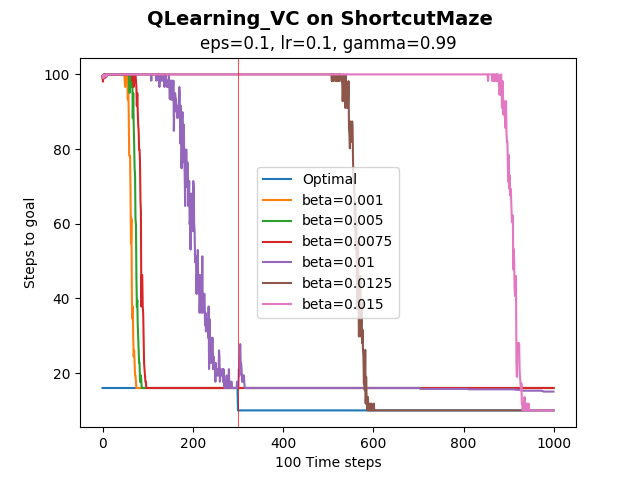 QLearning_VC on ShortcutMaze
eps=0.1, lr=0.1, gamma=0.99
Steps to goal
100
80
60
40
20
Optimal
beta=0.001
beta=0.005
beta=0.0075
beta=0.01
beta=0.0125
beta=0.015
0
200
400
600
800
1000
100 Time steps